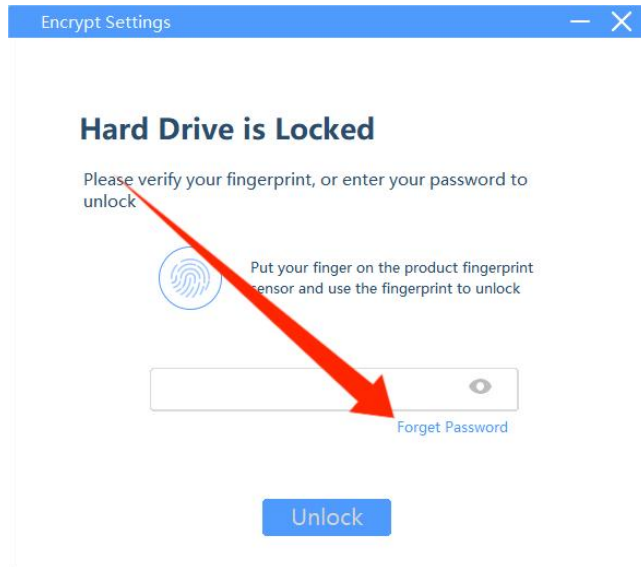 Encrypt Settings
Hard Drive is Locked
Please verify your fingerprint, or enter your password to
unlock
Put your finger on the product fingerprint
sensor and use the fingerprint to unlock
Forget Password
Unlock